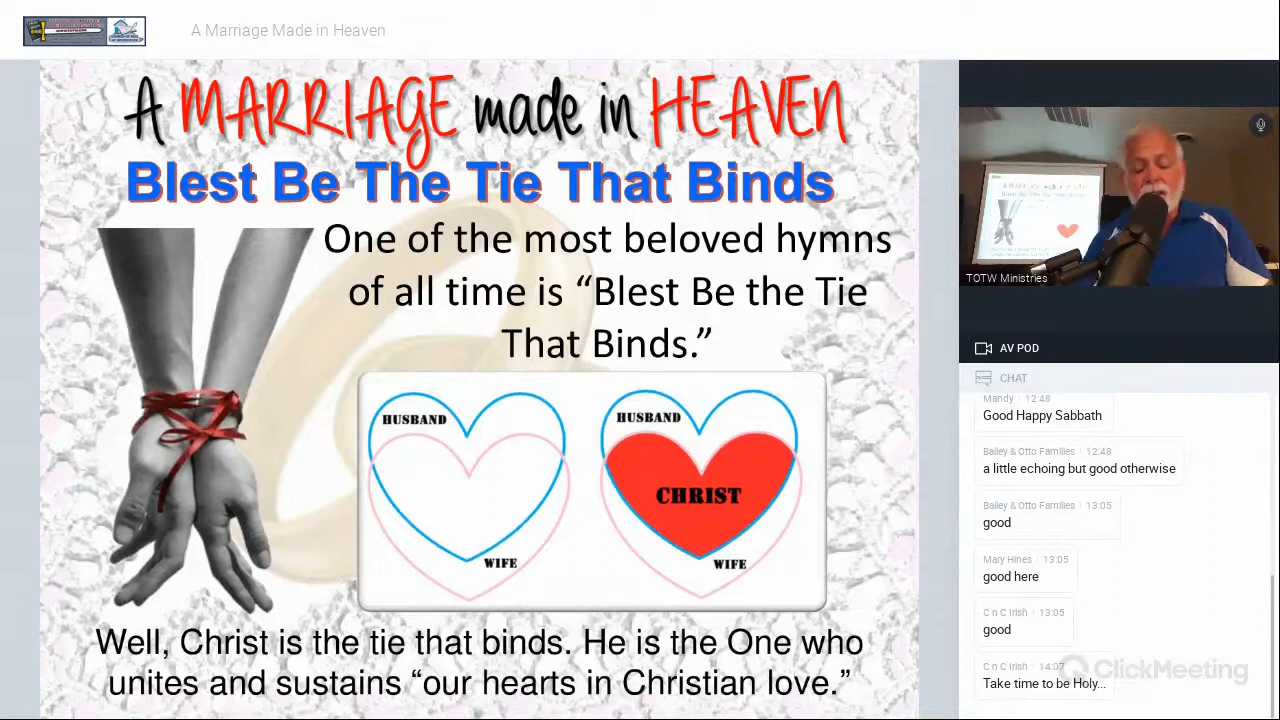 A Marriage Made in Heaven
A MARRIAGE made in HEAVEN
Blest Be The Tie That Binds
One of the most beloved hymns
of all time is “Blest Be the Tie
That Binds.”
HUSBAND
WIFE
HUSBAND
CHRIST
WIFE
Well, Christ is the tie that binds. He is the One who
unites and sustains “our hearts in Christian love.”
TOTW Ministries
AV POD
CHAT
Mandy 12:48
Good Happy Sabbath
Bailey & Otto Families 12:48
a little echoing but good otherwise
Bailey & Otto Families 13:05
good
Mary Hines 13:05
good here
C n C Irish 13:05
good
C n C Irish 14:07
Take time to be Holy...
ClickMeeting